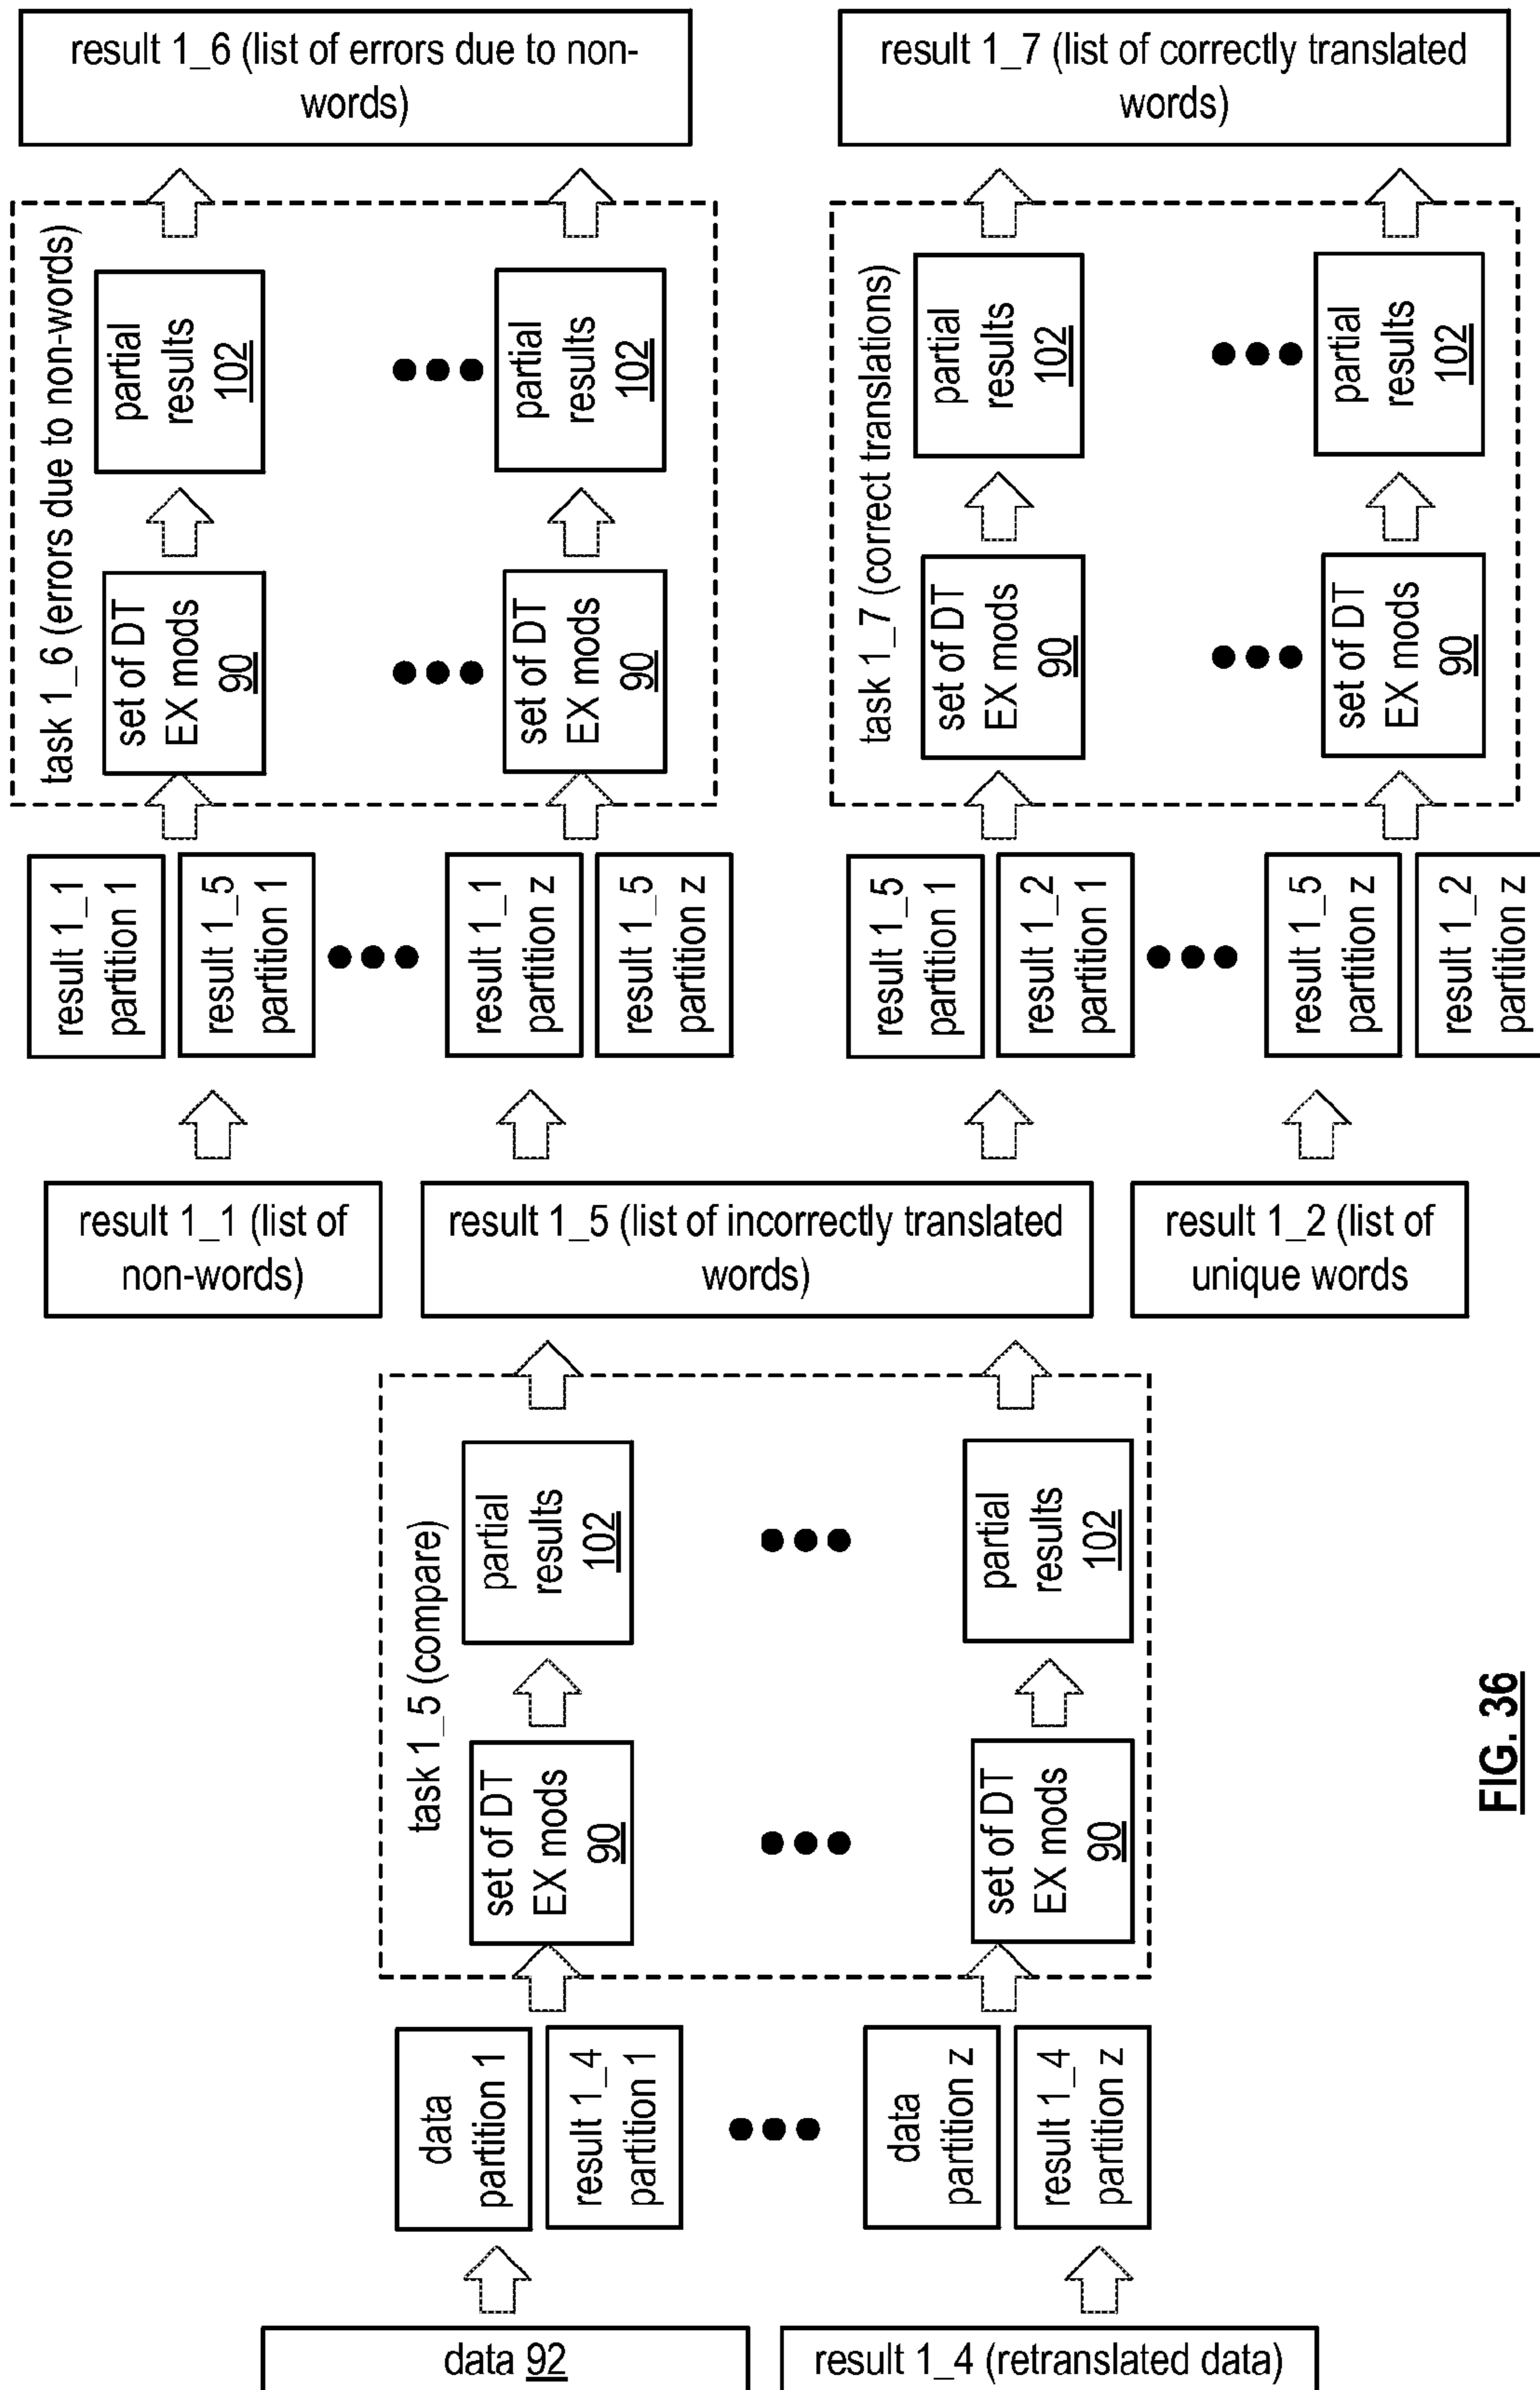 result 1_6 (list of errors due to non-
words)
result 1_7 (list of correctly translated
words)
task 1_6 (errors due to non-words)
set of DT
EX mods
90
partial
results
102
set of DT
EX mods
90
partial
results
102
task 1_7 (correct translations)
set of DT
EX mods
90
partial
results
102
set of DT
EX mods
90
partial
results
102
result 1_1
partition 1
result 1_5
partition 1
result 1_1
partition z
result 1_5
partition z
result 1_5
partition 1
result 1_2
partition 1
result 1_5
partition z
result 1_2
partition z
result 1_1 (list of
non-words)
result 1_5 (list of incorrectly translated
words)
result 1_2 (list of
unique words
task 1_5 (compare)
set of DT
EX mods
90
partial
results
102
set of DT
EX mods
90
partial
results
102
data
partition 1
result 1_4
partition 1
data
partition z
result 1_4
partition z
data 92
result 1_4 (retranslated data)
FIG. 36